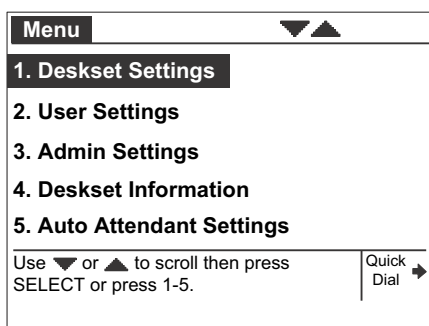 Menu
1. Deskset Settings
2. User Settings
3. Admin Settings
4. Deskset Information
5. Auto Attendant Settings
Use ▼ or ▲ to scroll then press
SELECT or press 1-5.
Quick
Dial